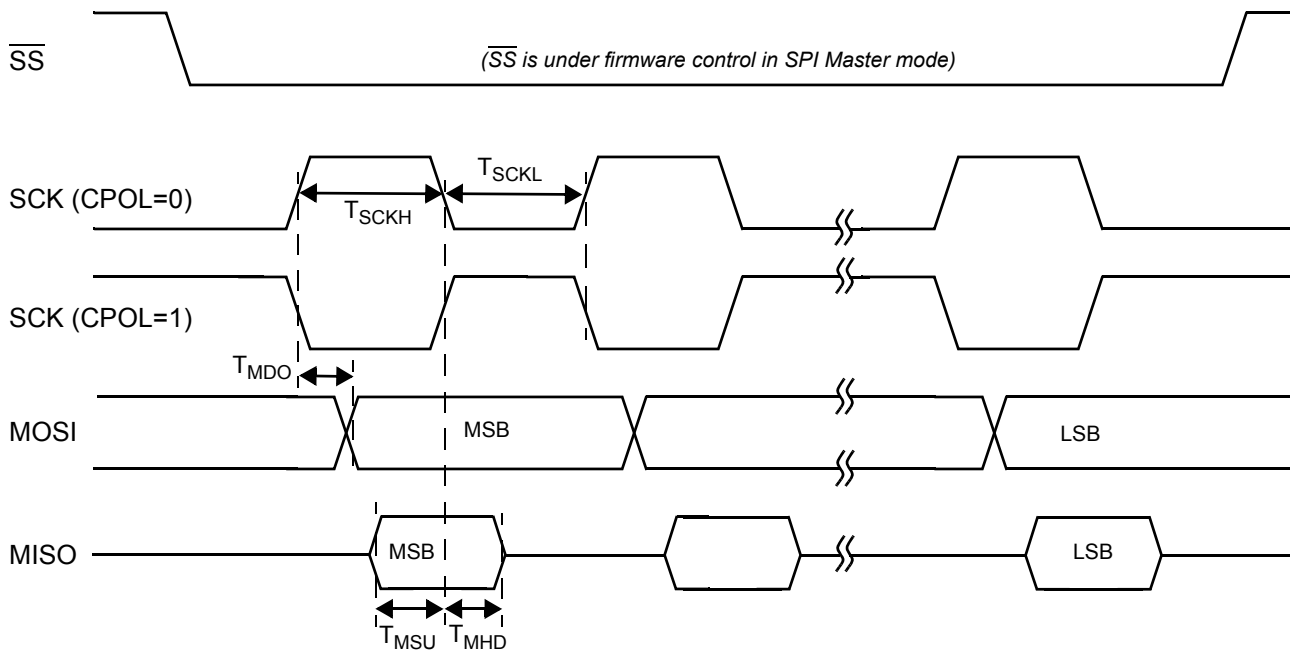 SS
(SS is under firmware control in SPI Master mode)
SCK (CPOL=0)
TSCKH
TSCKL
SCK (CPOL=1)
TMDO
MOSI
MSB
LSB
MISO
MSB
LSB
TMSU
TMHD